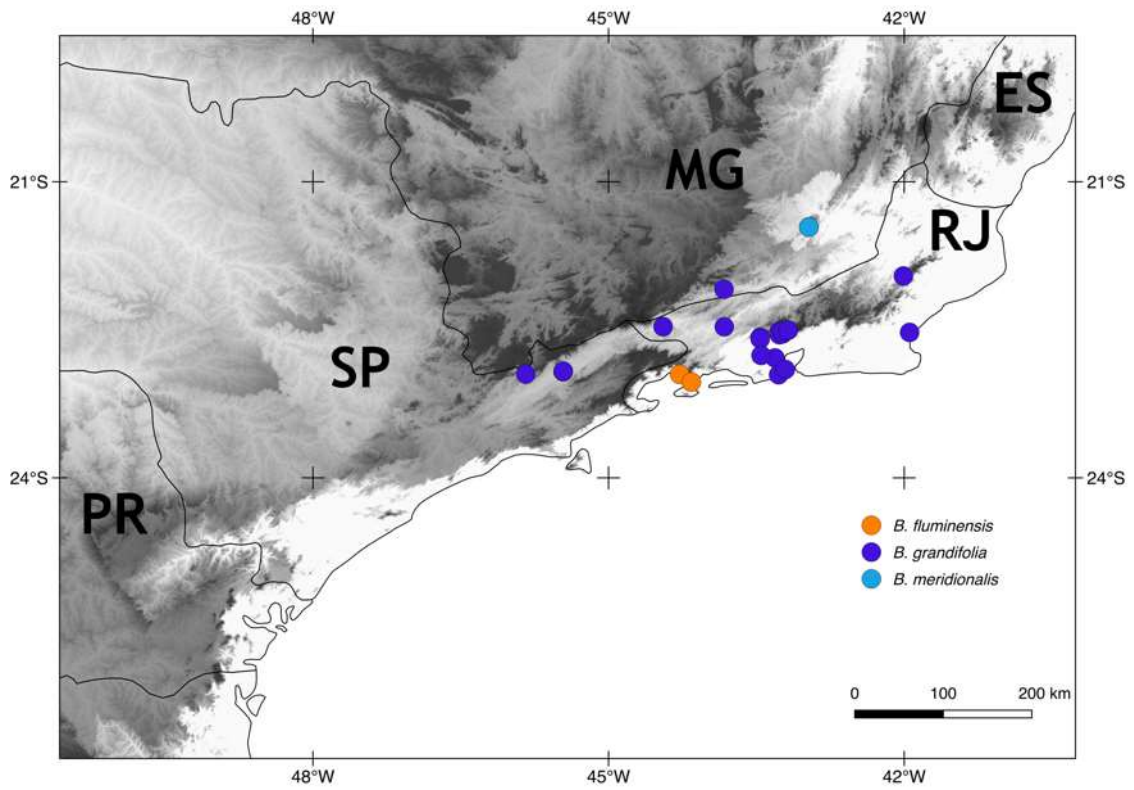 48°W 45°W 42°W
ES
MG
21°S 21°S
RJ
SP
24°S 24°S
PR
B. fluminensis
B. grandifolia
B. meridionalis
0 100 200 km
48°W 45°W 42°W